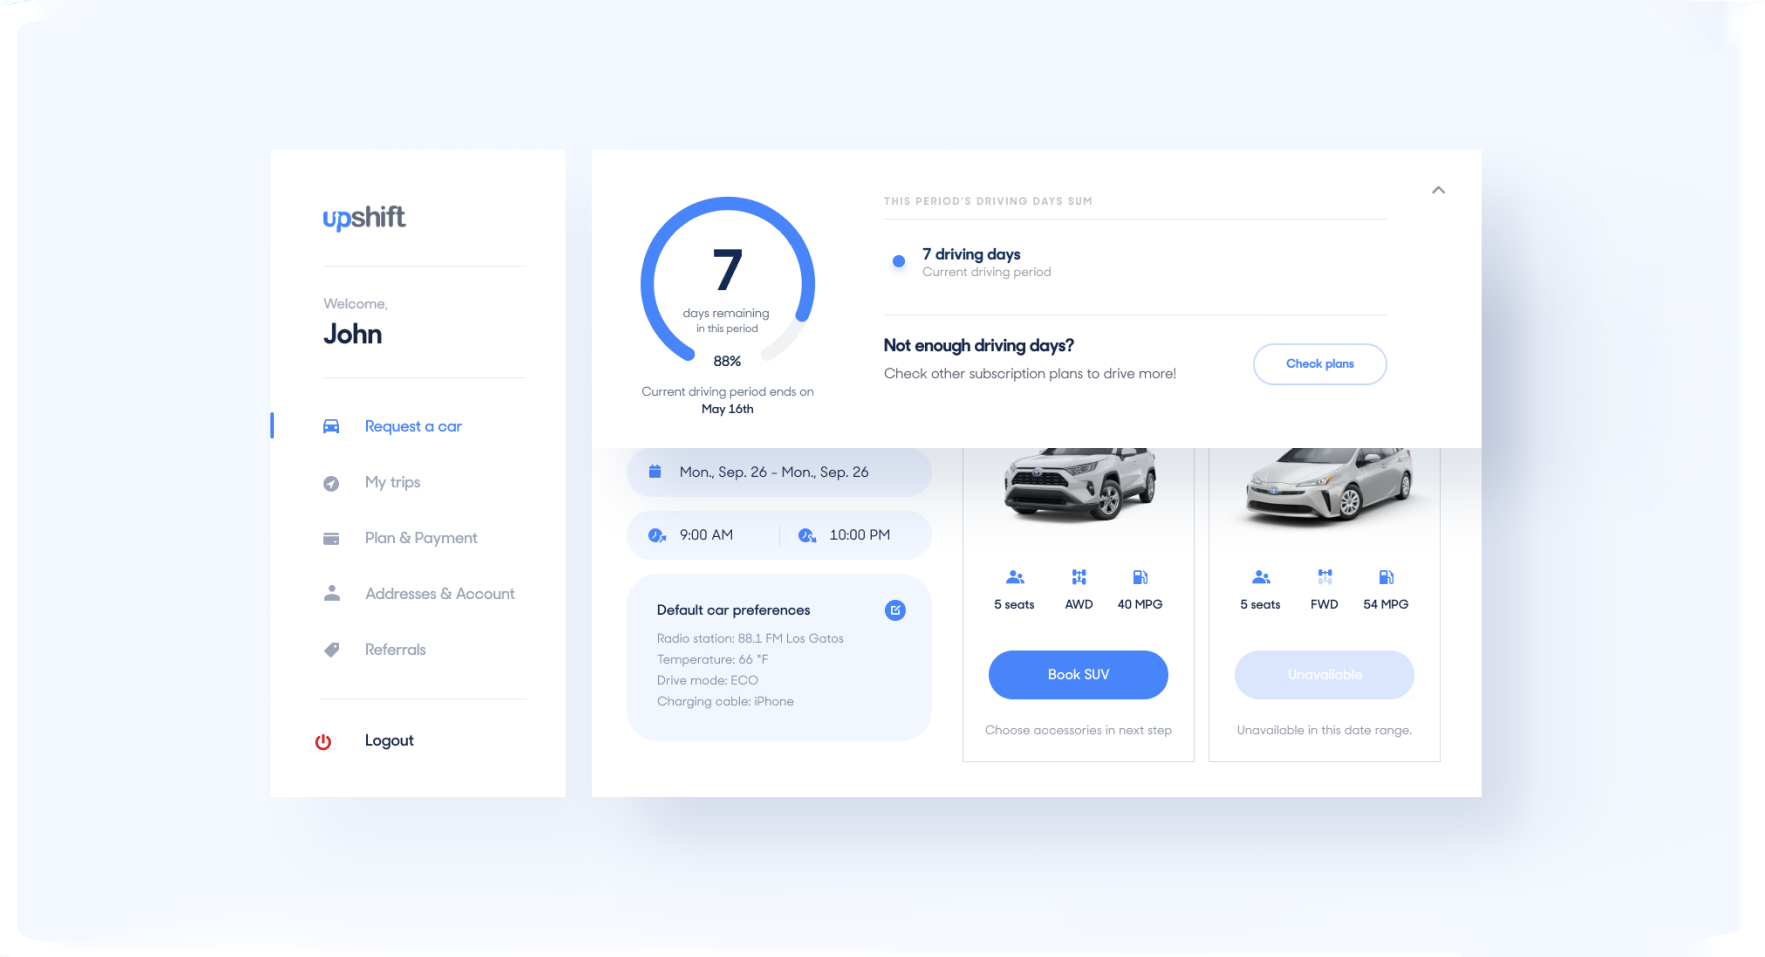 upshift
Welcome,
John
Request a car
My trips
Plan & Payment
Addresses & Account
Referrals
Logout
7
days remaining
in this period
88%
Current driving period ends on
May 16th
THIS PERIOD'S DRIVING DAYS SUM
7 driving days
Current driving period
Not enough driving days?
Check other subscription plans to drive more!
Check plans
Mon., Sep. 26 - Mon., Sep. 26
9:00 AM
10:00 PM
Default car preferences
Radio station: 88.1 FM Los Gatos
Temperature: 66 °F
Drive mode: ECO
Charging cable: iPhone
5 seats
AWD
40 MPG
Book SUV
Choose accessories in next step
5 seats
FWD
54 MPG
Unavailable
Unavailable in this date range.